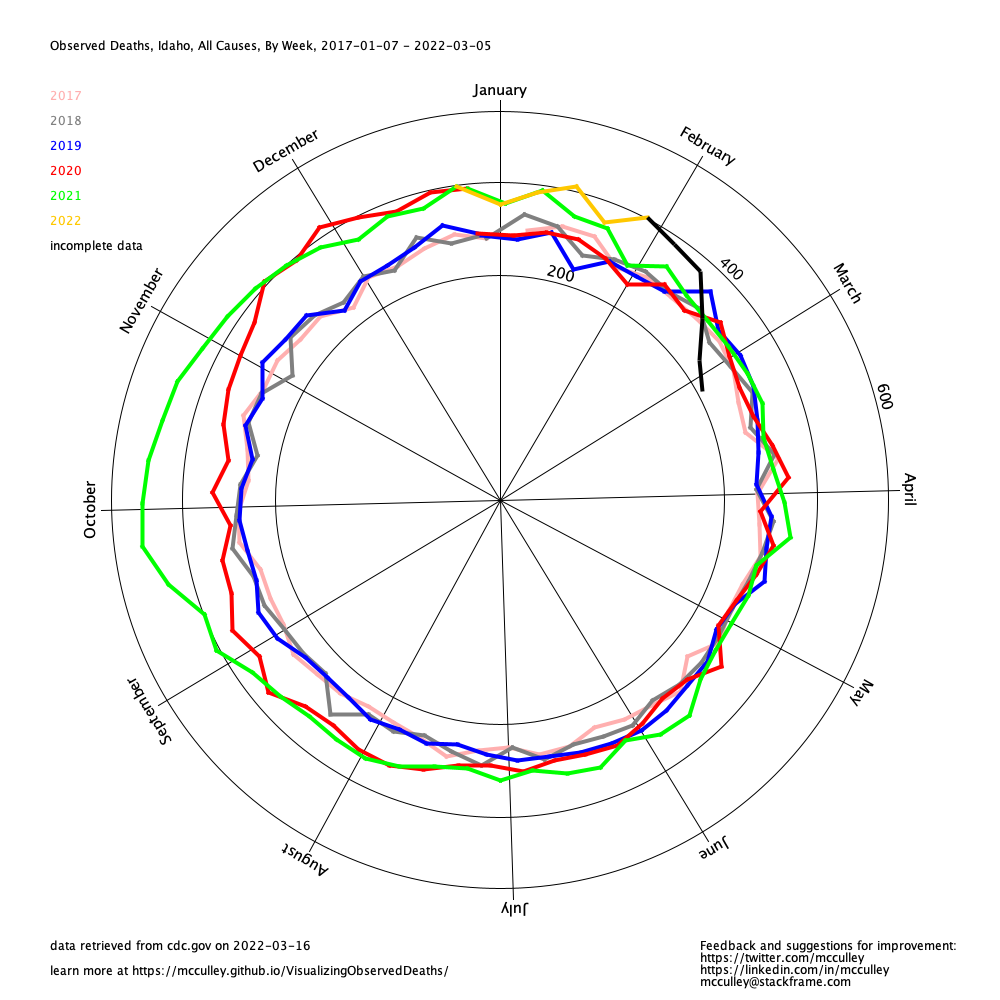 Observed Deaths, Idaho, All Causes, By Week, 2017-01-07 - 2022-03-05
January
2017
2018
2019
2020
2021
2022
incomplete data
February
March
April
May
June
July
August
September
October
November
December
200
400
600
data retrieved from cdc.gov on 2022-03-16
learn more at https://mcculley.github.io/VisualizingObservedDeaths/
Feedback and suggestions for improvement:
https://twitter.com/mcculley
https://linkedin.com/in/mcculley
mcculley@stackframe.com